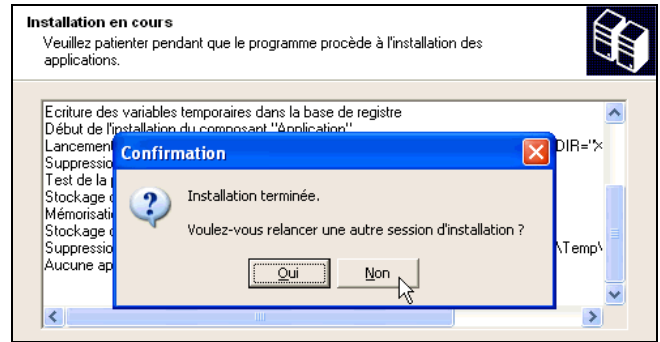 Installation en cours
Veuillez patienter pendant que le programme procède à l'installation des
applications.
Ecriture des variables temporaires dans la base de registre
Début de l'installation du composant "Application"
Lancement
DIR="X
Confirmation
Suppressio
Test de la
Stockage
Mémorisati
Stockage
Suppressio
\Temp\
Aucune ap
Installation terminée.
Voulez-vous relancer une autre session d'installation ?
Oui
Non